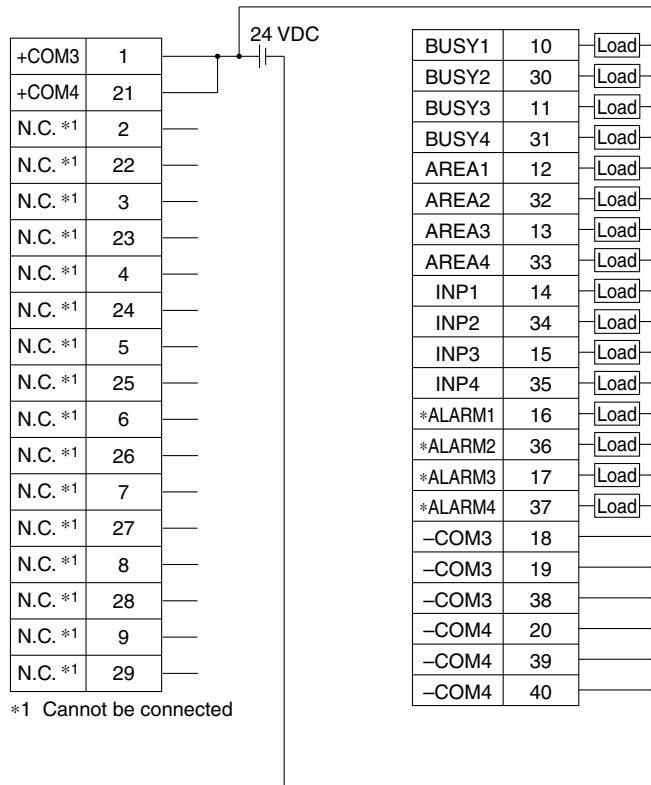 24 VDC
+COM3 1
+COM4 21
N.C. *1 2
N.C. *1 22
N.C. *1 3
N.C. *1 23
N.C. *1 4
N.C. *1 24
N.C. *1 5
N.C. *1 25
N.C. *1 6
N.C. *1 26
N.C. *1 7
N.C. *1 27
N.C. *1 8
N.C. *1 28
N.C. *1 9
N.C. *1 29
*1 Cannot be connected
BUSY1 10 Load
BUSY2 30 Load
BUSY3 11 Load
BUSY4 31 Load
AREA1 12 Load
AREA2 32 Load
AREA3 13 Load
AREA4 33 Load
INP1 14 Load
INP2 34 Load
INP3 15 Load
INP4 35 Load
*ALARM1 16 Load
*ALARM2 36 Load
*ALARM3 17 Load
*ALARM4 37 Load
–COM3 18
–COM3 19
–COM3 38
–COM4 20
–COM4 39
–COM4 40